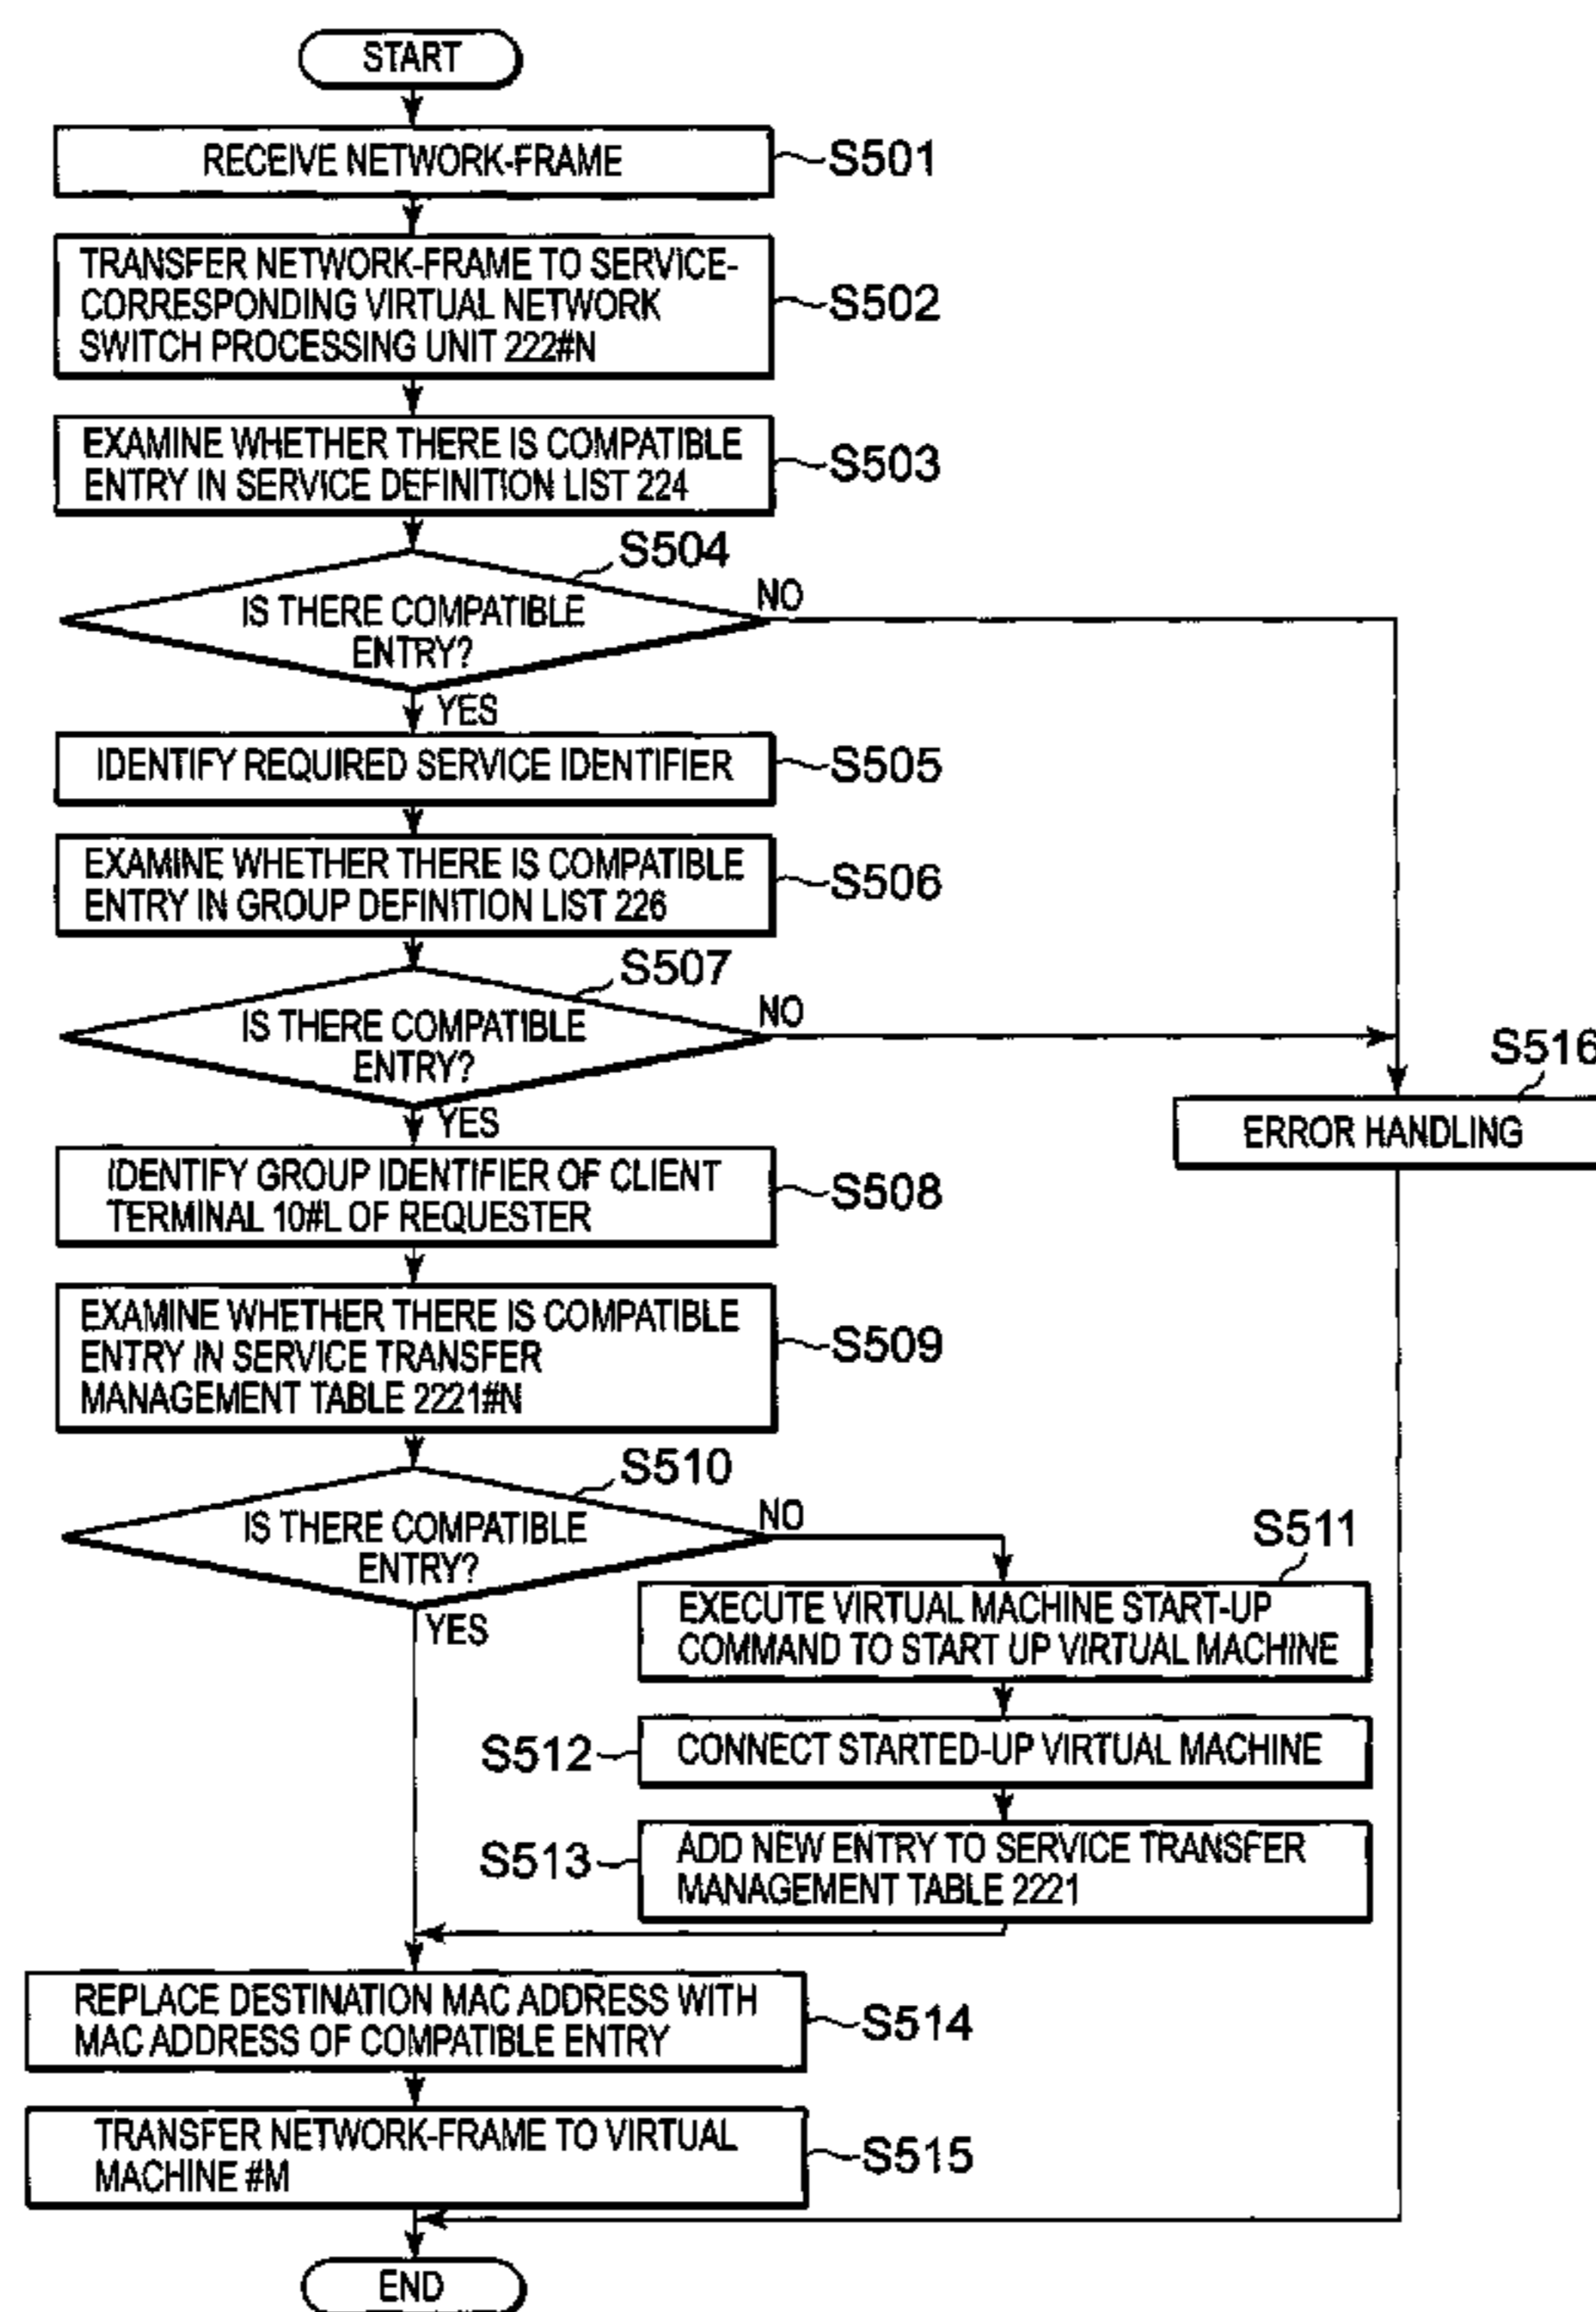 START
RECEIVE NETWORK-FRAME
S501
TRANSFER NETWORK-FRAME TO SERVICE-
CORRESPONDING VIRTUAL NETWORK
SWITCH PROCESSING UNIT 222#N
S502
EXAMINE WHETHER THERE IS COMPATIBLE
ENTRY IN SERVICE DEFINITION LIST 224
S503
S504
IS THERE COMPATIBLE
ENTRY?
NO
YES
IDENTIFY REQUIRED SERVICE IDENTIFIER
S505
EXAMINE WHETHER THERE IS COMPATIBLE
ENTRY IN GROUP DEFINITION LIST 226
S506
S507
IS THERE COMPATIBLE
ENTRY?
NO
YES
S516
ERROR HANDLING
IDENTIFY GROUP IDENTIFIER OF CLIENT
TERMINAL 10#L OF REQUESTER
S508
EXAMINE WHETHER THERE IS COMPATIBLE
ENTRY IN SERVICE TRANSFER
MANAGEMENT TABLE 2221#N
S509
S510
IS THERE COMPATIBLE
ENTRY?
NO
YES
S511
EXECUTE VIRTUAL MACHINE START-UP
COMMAND TO START UP VIRTUAL MACHINE
S512
CONNECT STARTED-UP VIRTUAL MACHINE
S513
ADD NEW ENTRY TO SERVICE TRANSFER
MANAGEMENT TABLE 2221
REPLACE DESTINATION MAC ADDRESS WITH
MAC ADDRESS OF COMPATIBLE ENTRY
S514
TRANSFER NETWORK-FRAME TO VIRTUAL
MACHINE #M
S515
END